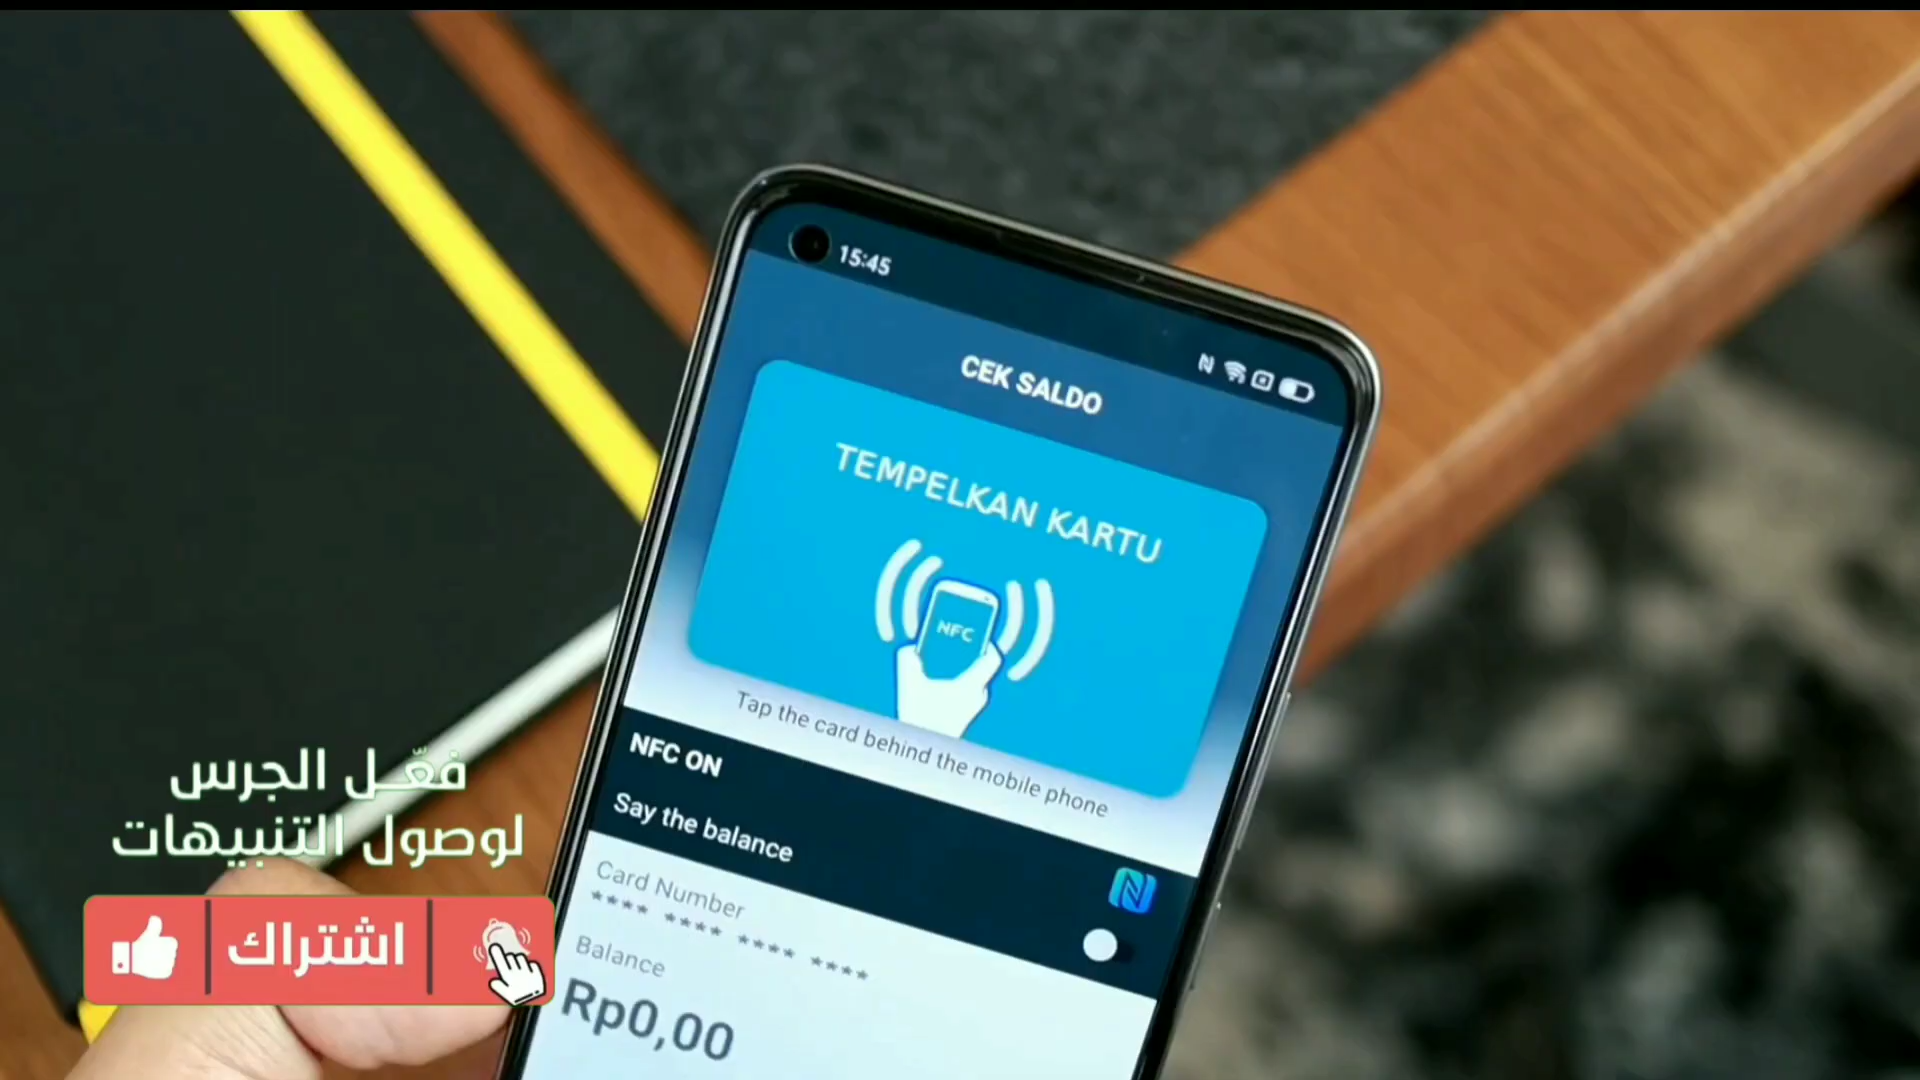 15:45
CEK SALDO
TEMPELKAN KARTU
NFC
Tap the card behind the mobile phone
NFC ON
Say the balance
Card Number
**** **** **** ****
Balance
Rp0,00
فعّــل الجرس
لوصول التنبيهات
اشتراك